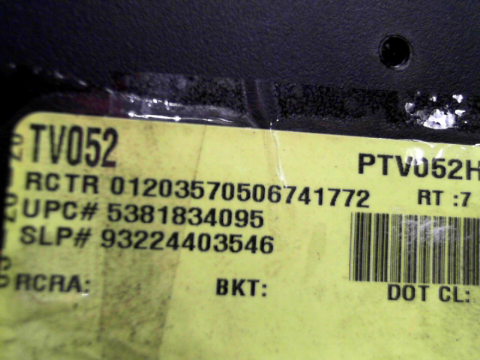 TV052
PTV052H
RCTR 01203570506741772
RT :7
UPC# 5381834095
SLP# 93224403546
RCRA:
BKT:
DOT CL: